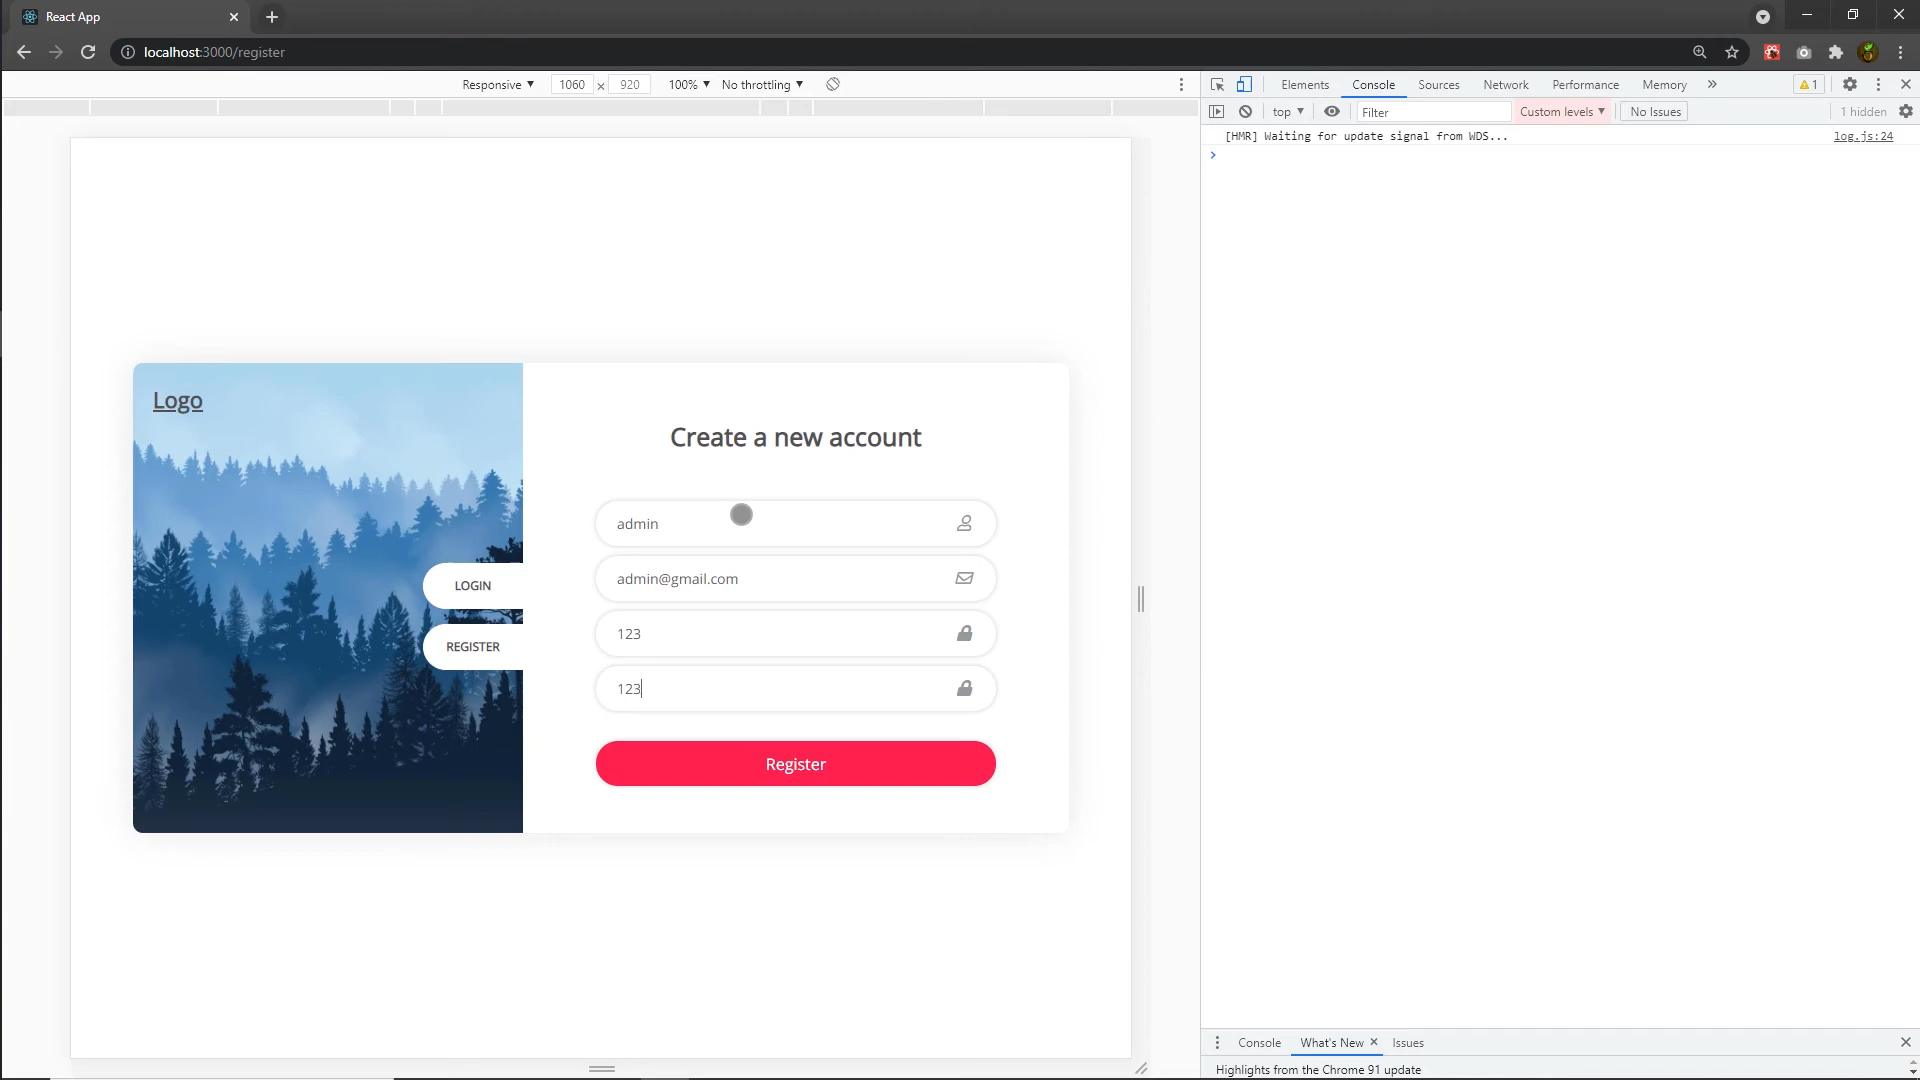 React App
localhost:3000/register
Responsive 1060 x 920 100% No throttling
Elements Console Sources Network Performance Memory 1
top Filter Custom levels No Issues 1 hidden
[HMR] Waiting for update signal from WDS... log.js:24
Logo
LOGIN
REGISTER
Create a new account
admin
admin@gmail.com
123
123
Register
Console What's New Issues
Highlights from the Chrome 91 update